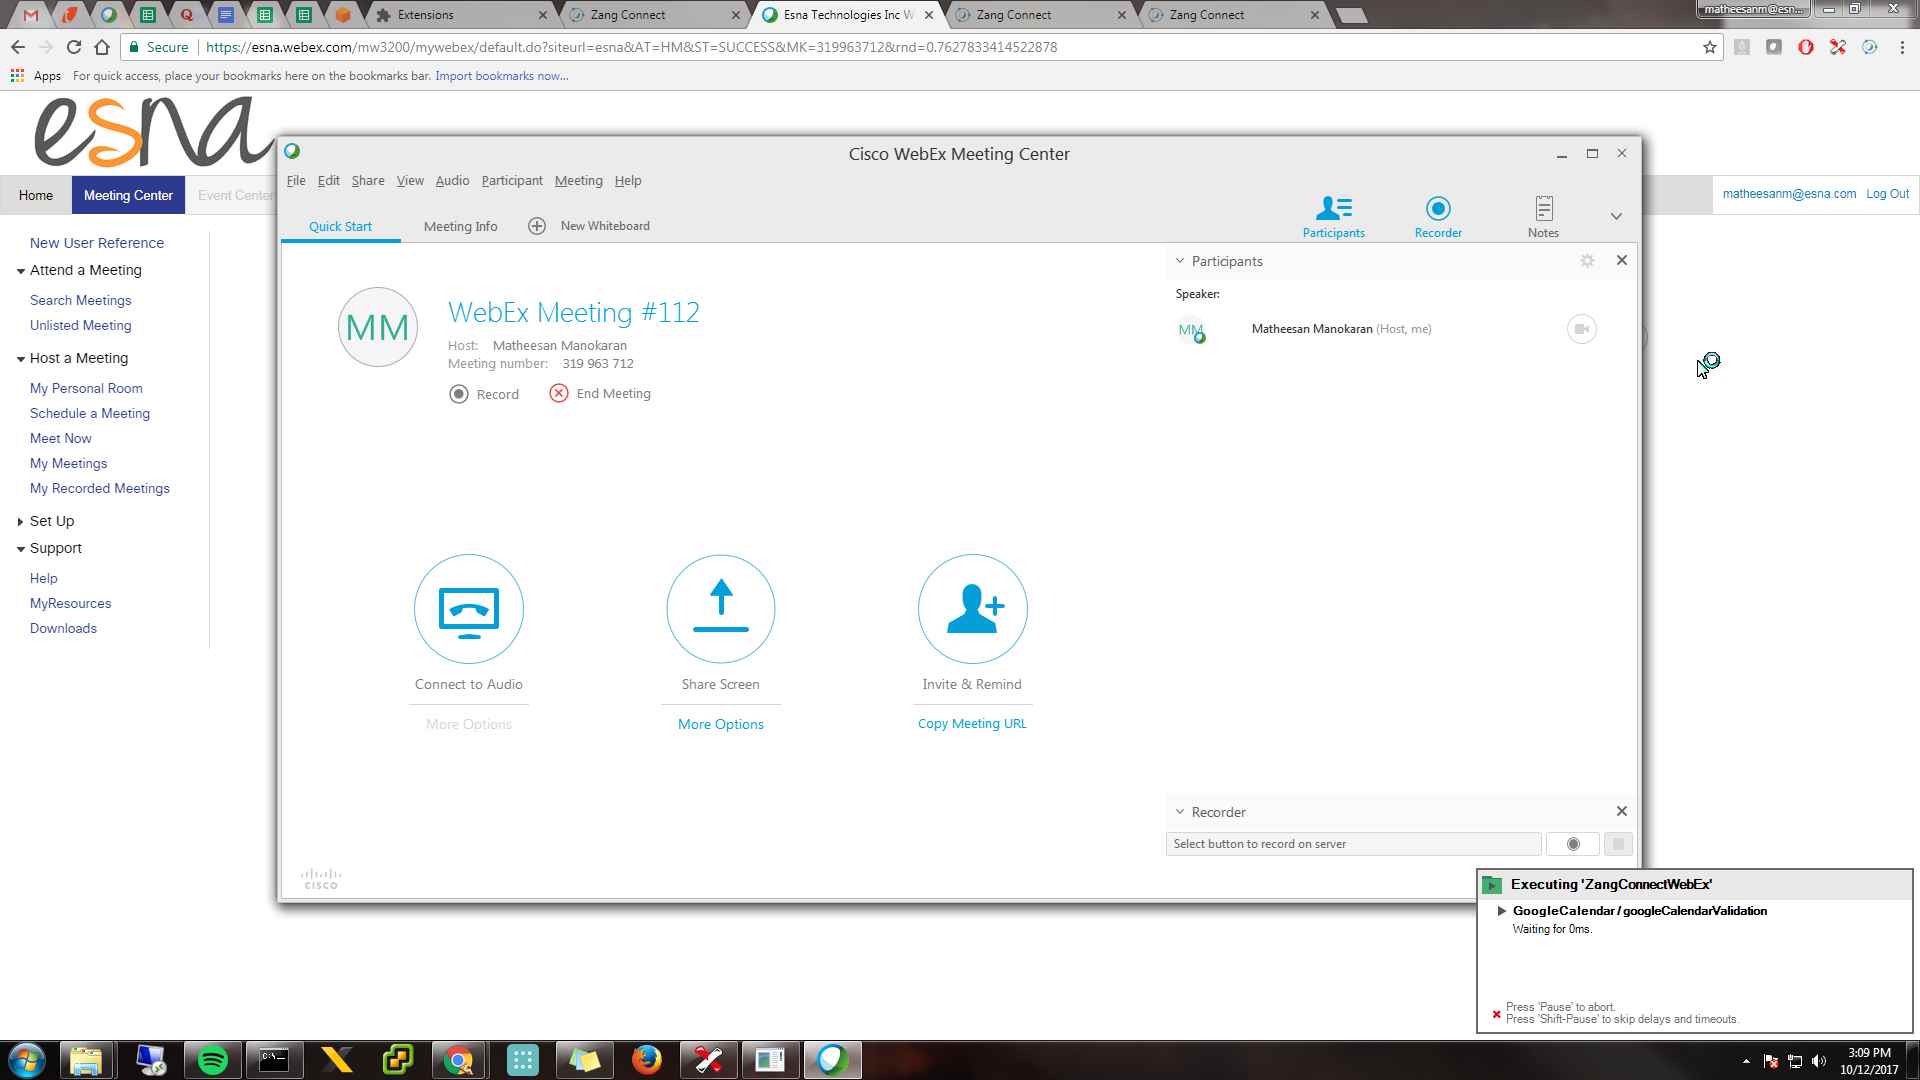 Extensions
Zang Connect
Esna Technologies Inc W
Zang Connect
Zang Connect
matheesanm@esn...
Secure
https://esna.webex.com/mw3200/mywebex/default.do?siteurl=esna&AT=HM&ST=SUCCESS&MK=319963712&rnd=0.7627833414522878
Apps
For quick access, place your bookmarks here on the bookmarks bar. Import bookmarks now...
esna
Home
Meeting Center
Event Center
matheesanm@esna.com
Log Out
New User Reference
Attend a Meeting
Search Meetings
Unlisted Meeting
Host a Meeting
My Personal Room
Schedule a Meeting
Meet Now
My Meetings
My Recorded Meetings
Set Up
Support
Help
MyResources
Downloads
Cisco WebEx Meeting Center
File Edit Share View Audio Participant Meeting Help
Quick Start
Meeting Info
New Whiteboard
Participants
Recorder
Notes
MM
WebEx Meeting #112
Host: Matheesan Manokaran
Meeting number: 319 963 712
Record
End Meeting
Connect to Audio
More Options
Share Screen
More Options
Invite & Remind
Copy Meeting URL
CISCO
Participants
Speaker:
MM
Matheesan Manokaran (Host, me)
Recorder
Select button to record on server
Executing 'ZangConnectWebEx'
GoogleCalendar / googleCalendarValidation
Waiting for 0ms.
Press 'Pause' to abort.
Press 'Shift-Pause' to skip delays and timeouts.
3:09 PM
10/12/2017